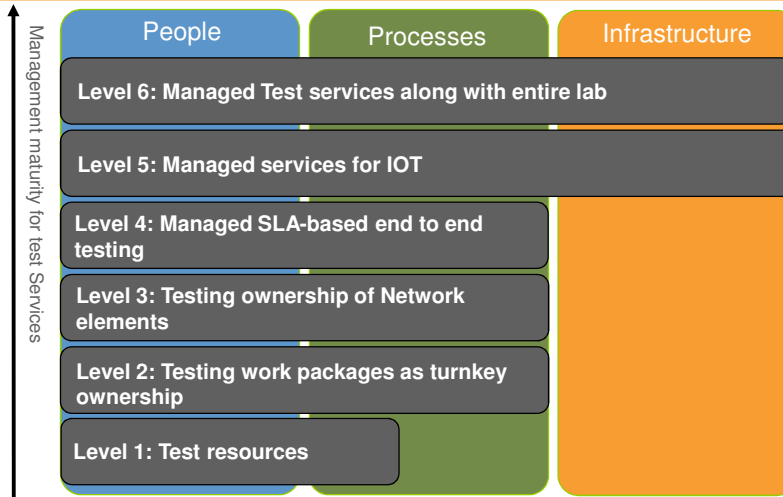 People
Processes
Infrastructure
Management maturity for test Services
Level 6: Managed Test services along with entire lab
Level 5: Managed services for IOT
Level 4: Managed SLA-based end to end
testing
Level 3: Testing ownership of Network
elements
Level 2: Testing work packages as turnkey
ownership
Level 1: Test resources